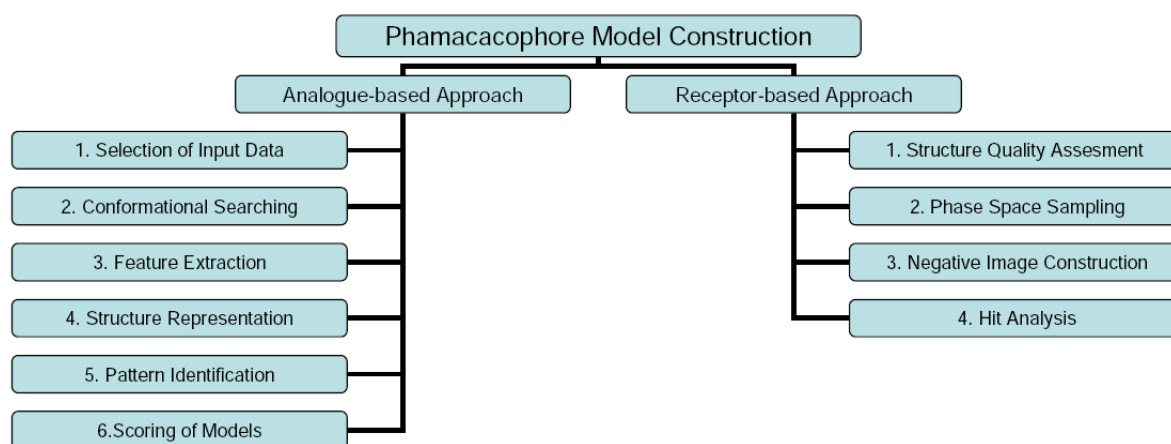 Phamacacophore Model Construction
Analogue-based Approach
Receptor-based Approach
1. Selection of Input Data
2. Conformational Searching
3. Feature Extraction
4. Structure Representation
5. Pattern Identification
6.Scoring of Models
1. Structure Quality Assesment
2. Phase Space Sampling
3. Negative Image Construction
4. Hit Analysis